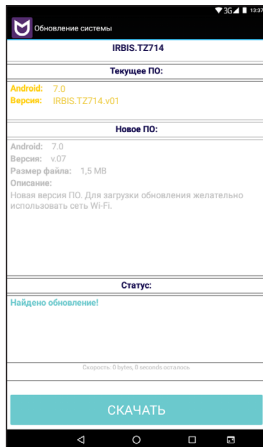 3G 13:37
Обновление системы
IRBIS.TZ714
Текущее ПО:
Android: 7.0
Версия: IRBIS.TZ714.v01
Новое ПО:
Android: 7.0
Версия: v.07
Размер файла: 1,5 MB
Описание:
Новая версия ПО. Для загрузки обновления желательно
использовать сеть Wi-Fi.
Статус:
Найдено обновление!
Скорость: 0 bytes, 0 seconds осталось.
СКАЧАТЬ